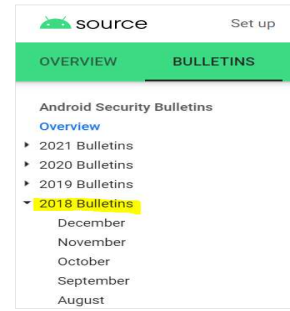 source Set up
OVERVIEW BULLETINS
Android Security Bulletins
Overview
2021 Bulletins
2020 Bulletins
2019 Bulletins
2018 Bulletins
December
November
October
September
August